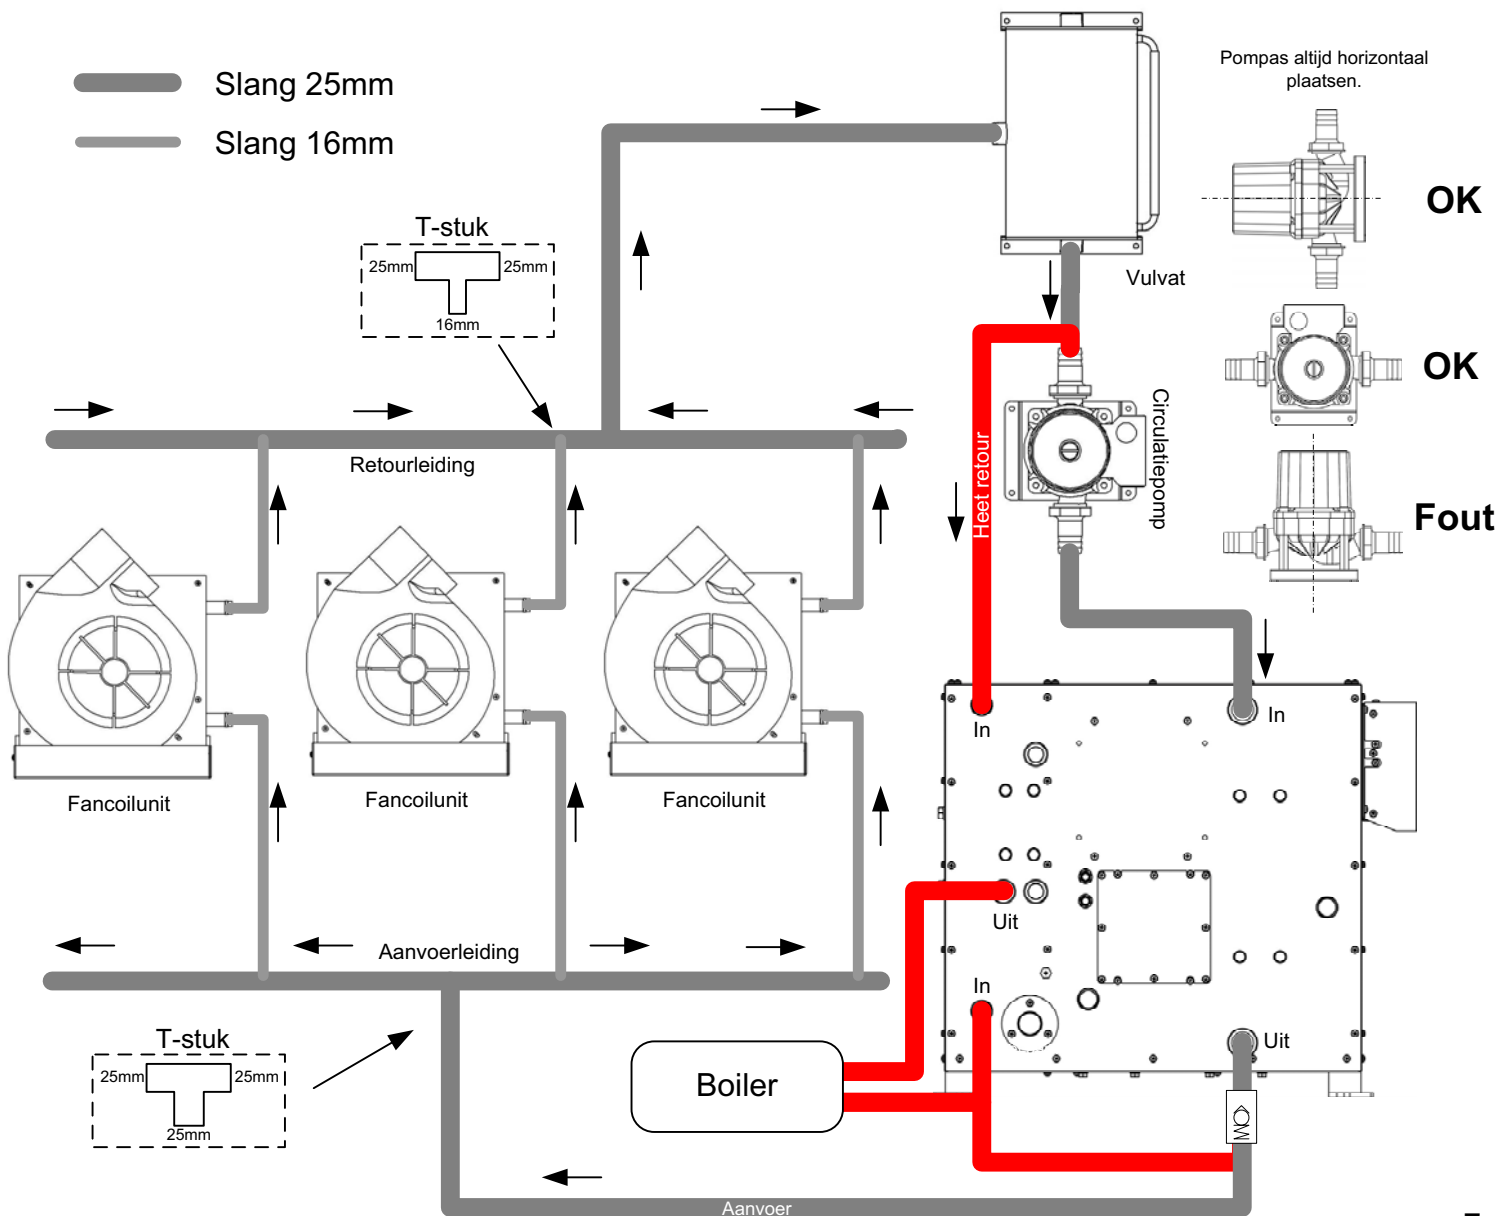 Slang 25mm
Slang 16mm
Pompas altijd horizontaal
plaatsen.
OK
T-stuk
25mm
25mm
16mm
Vulvat
OK
Circulatiepomp
Retourleiding
Heet retour
Fout
In
In
Fancoilunit
Fancoilunit
Fancoilunit
Uit
Aanvoerleiding
In
T-stuk
25mm
25mm
25mm
Boiler
Uit
Aanvoer